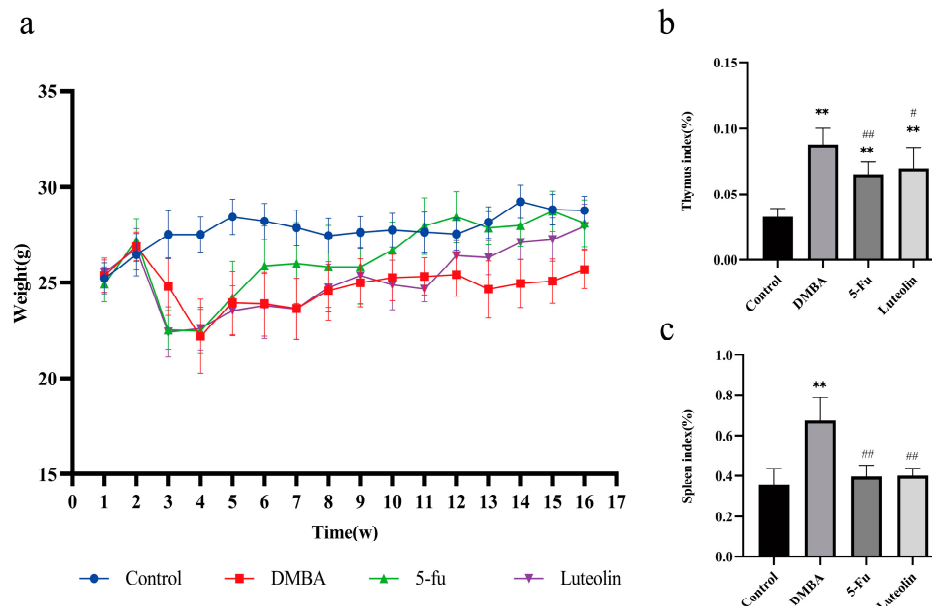 a
35
30
25
20
15
Weight(g)
0 1 2 3 4 5 6 7 8 9 10 11 12 13 14 15 16 17
Time(w)
Control DMBA 5-fu Luteolin
b
0.15
0.10
0.05
0.00
Thymus index(%)
**
##
**
#
**
Control DMBA 5-Fu Luteolin
c
1.0
0.8
0.6
0.4
0.2
0.0
Spleen index(%)
**
##
##
Control DMBA 5-Fu Luteolin